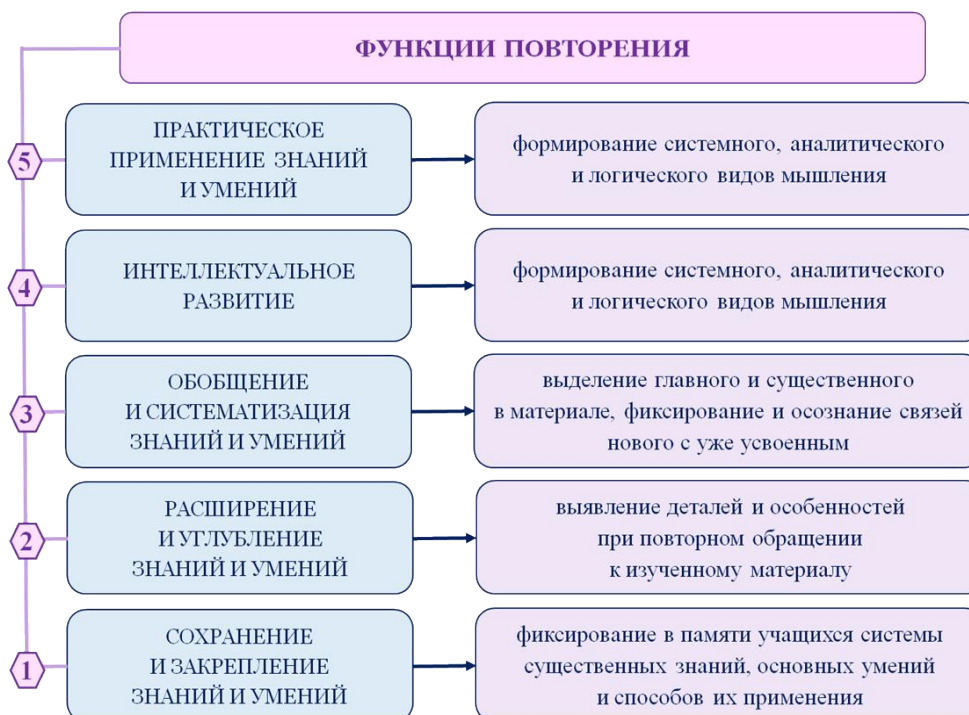 ФУНКЦИИ ПОВТОРЕНИЯ
5
ПРАКТИЧЕСКОЕ
ПРИМЕНЕНИЕ ЗНАНИЙ
И УМЕНИЙ
формирование системного, аналитического
и логического видов мышления
4
ИНТЕЛЛЕКТУАЛЬНОЕ
РАЗВИТИЕ
формирование системного, аналитического
и логического видов мышления
3
ОБОБЩЕНИЕ
И СИСТЕМАТИЗАЦИЯ
ЗНАНИЙ И УМЕНИЙ
выделение главного и существенного
в материале, фиксирование и осознание связей
нового с уже усвоенным
2
РАСШИРЕНИЕ
И УГЛУБЛЕНИЕ
ЗНАНИЙ И УМЕНИЙ
выявление деталей и особенностей
при повторном обращении
к изученному материалу
1
СОХРАНЕНИЕ
И ЗАКРЕПЛЕНИЕ
ЗНАНИЙ И УМЕНИЙ
фиксирование в памяти учащихся системы
существенных знаний, основных умений
и способов их применения